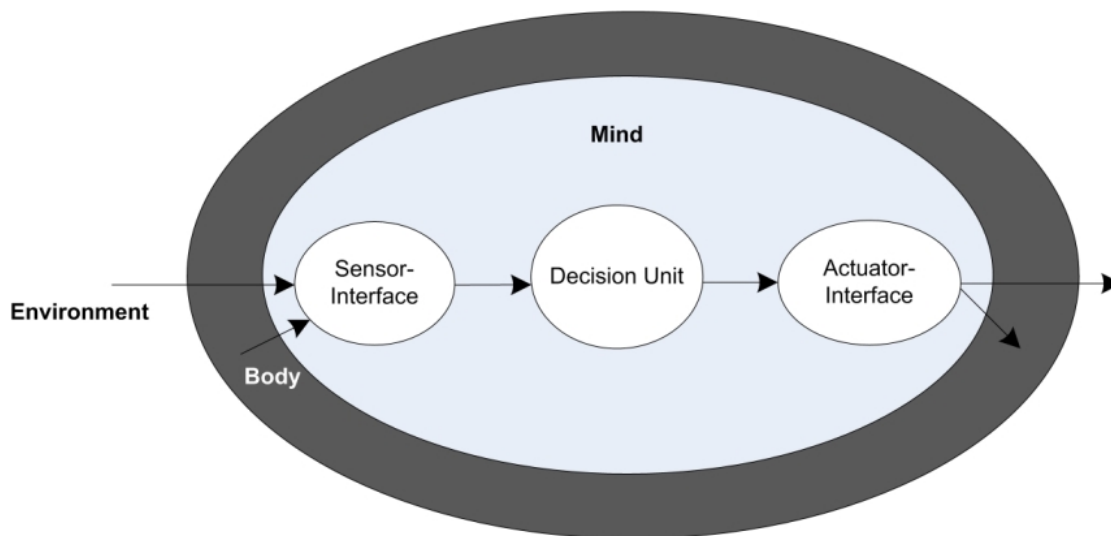 Mind
Sensor-
Interface
Decision Unit
Actuator-
Interface
Environment
Body